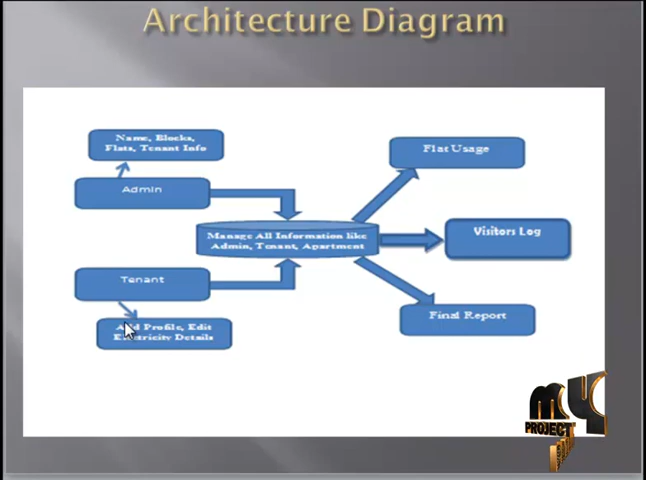 Architecture Diagram
Name, Blocks,
Flats, Tenant Info
Flat Usage
Admin
Manage All Information like
Admin, Tenant, Apartment
Visitors Log
Tenant
Add Profile, Edit
Electricity Details
Final Report
my
PROJECT